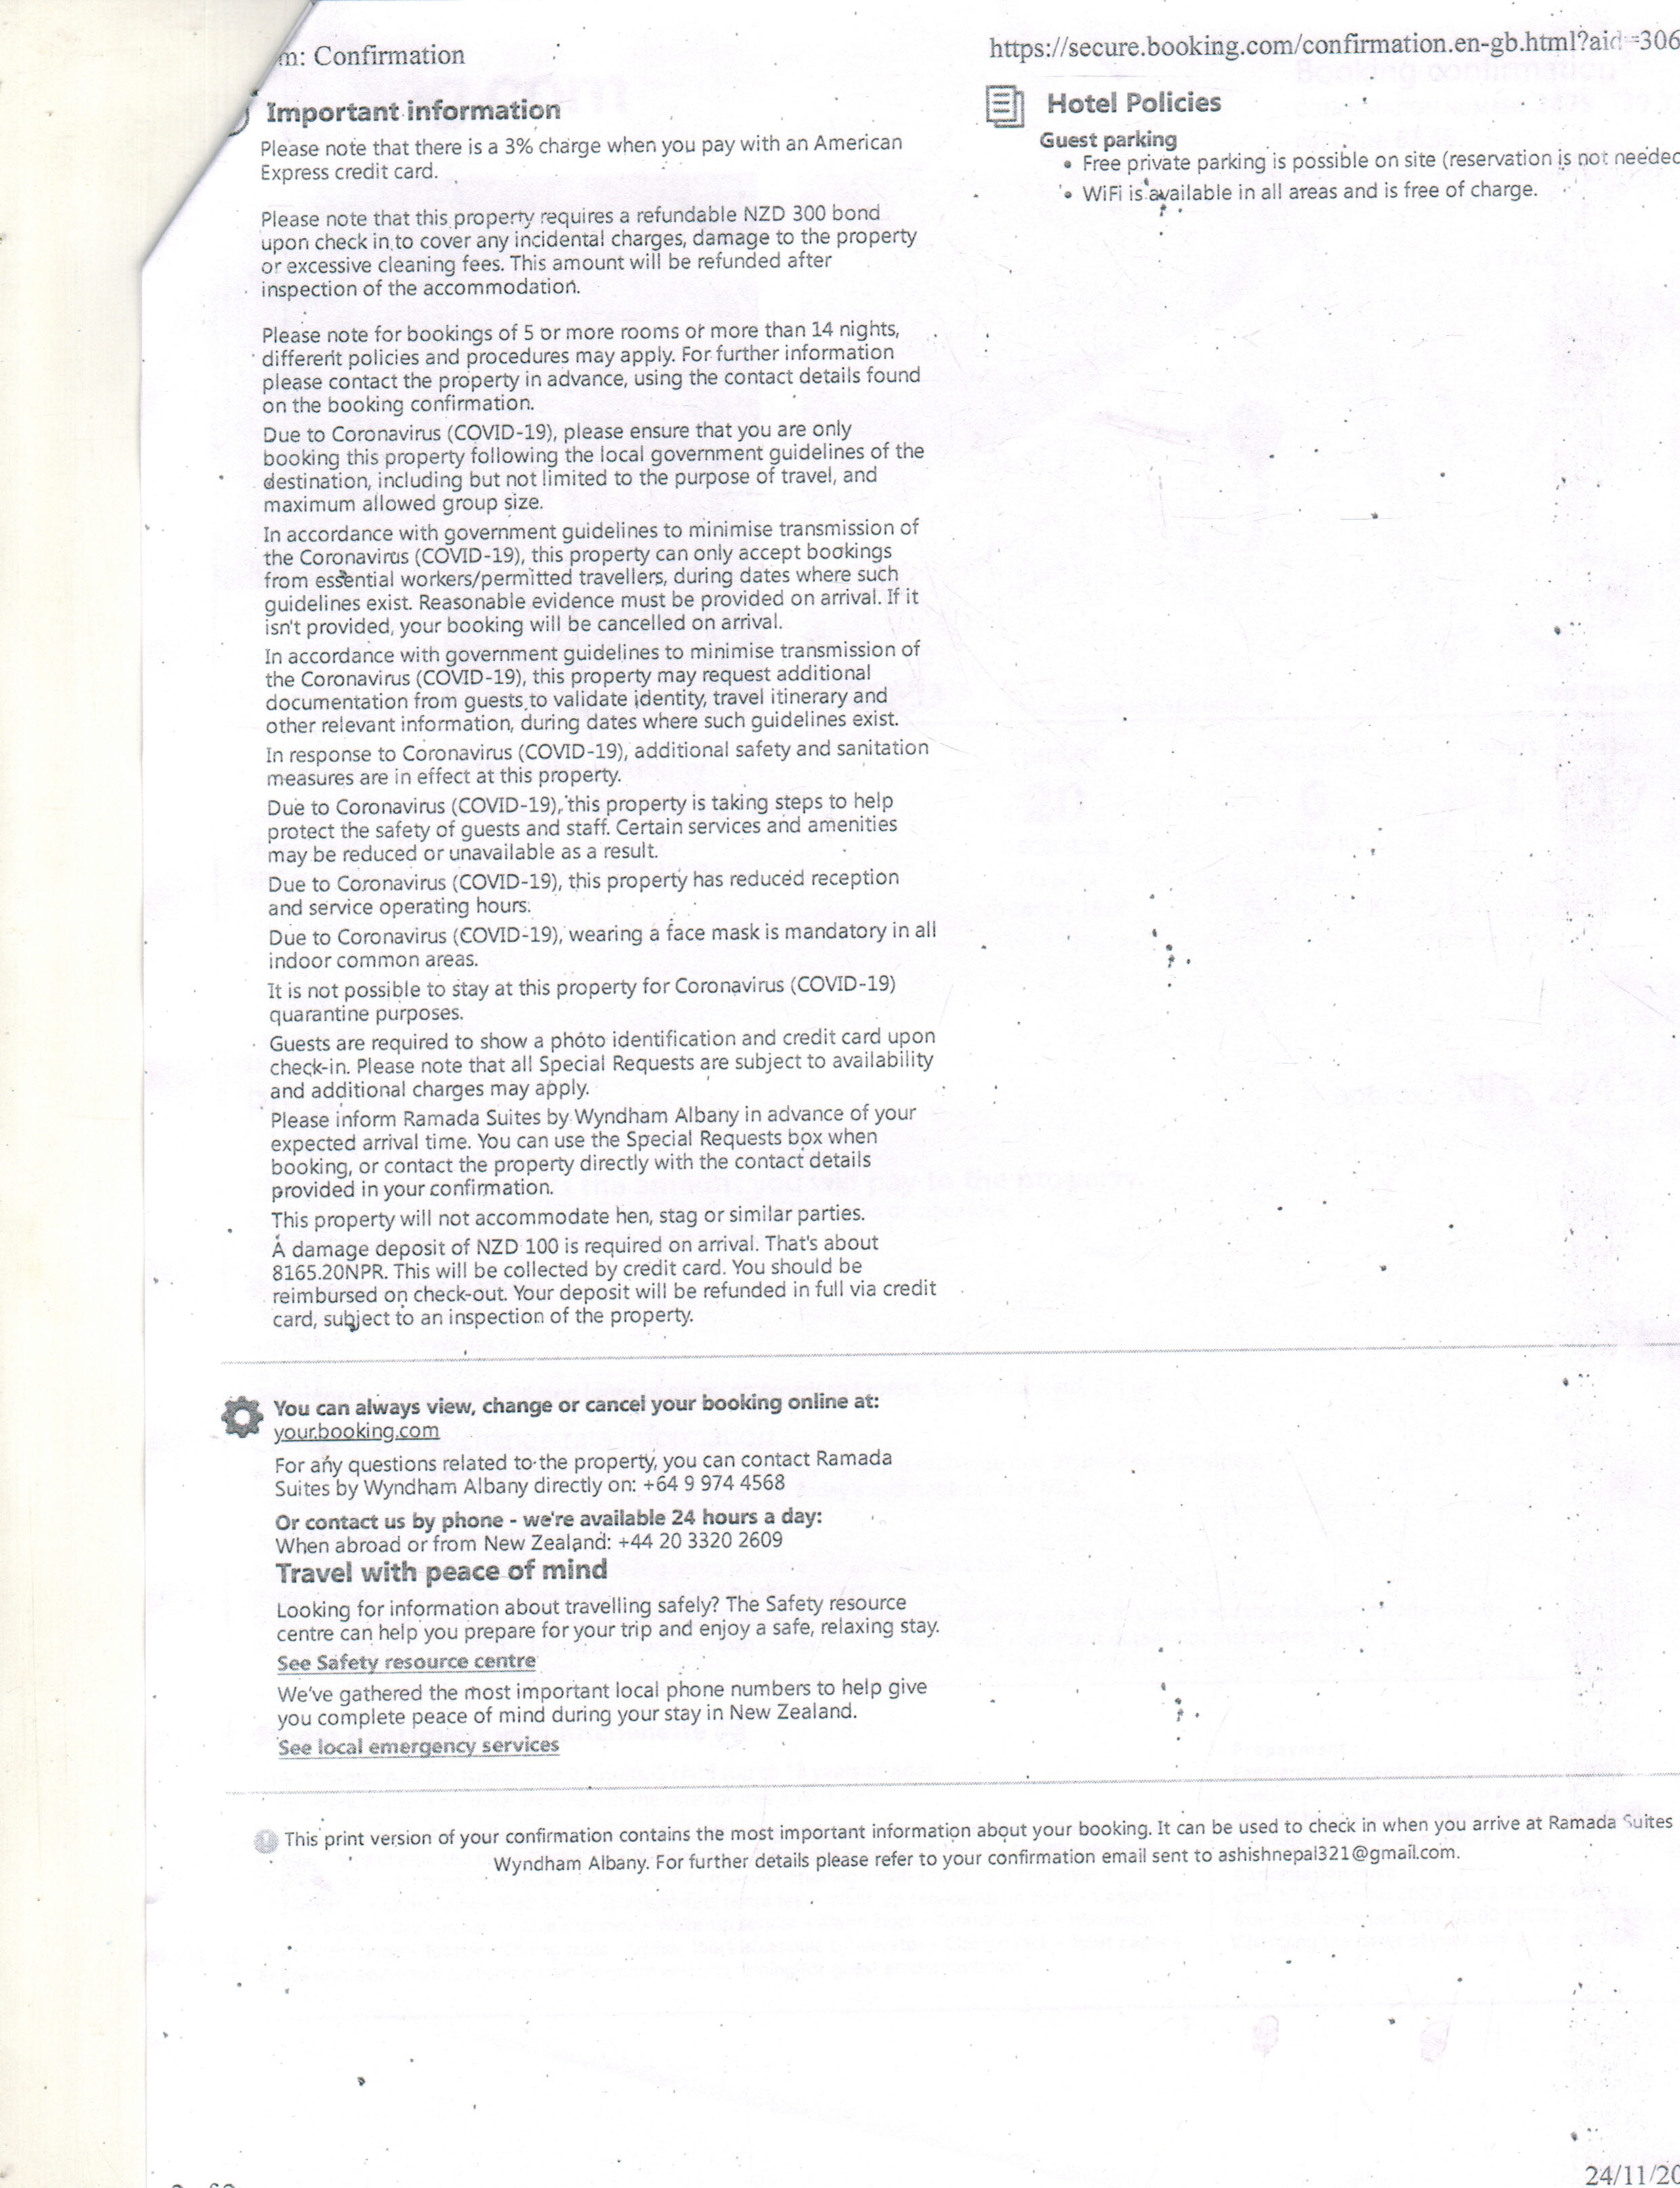 m: Confirmation
https://secure.booking.com/confirmation.en-gb.html?aid=306
Important information
Please note that there is a 3% charge when you pay with an American
Express credit card.
Please note that this property requires a refundable NZD 300 bond
upon check in to cover any incidental charges, damage to the property
or excessive cleaning fees. This amount will be refunded after
inspection of the accommodation.
Please note for bookings of 5 or more rooms or more than 14 nights,
different policies and procedures may apply. For further information
please contact the property in advance, using the contact details found
on the booking confirmation.
Due to Coronavirus (COVID-19), please ensure that you are only
booking this property following the local government guidelines of the
destination, including but not limited to the purpose of travel, and
maximum allowed group size.
In accordance with government guidelines to minimise transmission of
the Coronavirus (COVID-19), this property can only accept bookings
from essential workers/permitted travellers, during dates where such
guidelines exist. Reasonable evidence must be provided on arrival. If it
isn't provided, your booking will be cancelled on arrival.
In accordance with government guidelines to minimise transmission of
the Coronavirus (COVID-19), this property may request additional
documentation from guests to validate identity, travel itinerary and
other relevant information, during dates where such guidelines exist.
In response to Coronavirus (COVID-19), additional safety and sanitation
measures are in effect at this property.
Due to Coronavirus (COVID-19), this property is taking steps to help
protect the safety of guests and staff. Certain services and amenities
may be reduced or unavailable as a result.
Due to Coronavirus (COVID-19), this property has reduced reception
and service operating hours.
Due to Coronavirus (COVID-19), wearing a face mask is mandatory in all
indoor common areas.
It is not possible to stay at this property for Coronavirus (COVID-19)
quarantine purposes.
Guests are required to show a photo identification and credit card upon
check-in. Please note that all Special Requests are subject to availability
and additional charges may apply.
Please inform Ramada Suites by Wyndham Albany in advance of your
expected arrival time. You can use the Special Requests box when
booking, or contact the property directly with the contact details
provided in your confirmation.
This property will not accommodate hen, stag or similar parties.
A damage deposit of NZD 100 is required on arrival. That's about
8165.20NPR. This will be collected by credit card. You should be
reimbursed on check-out. Your deposit will be refunded in full via credit
card, subject to an inspection of the property.
Hotel Policies
Guest parking
• Free private parking is possible on site (reservation is not needed
• WiFi is available in all areas and is free of charge.
You can always view, change or cancel your booking online at:
your.booking.com
For any questions related to the property, you can contact Ramada
Suites by Wyndham Albany directly on: +64 9 974 4568
Or contact us by phone - we're available 24 hours a day:
When abroad or from New Zealand: +44 20 3320 2609
Travel with peace of mind
Looking for information about travelling safely? The Safety resource
centre can help you prepare for your trip and enjoy a safe, relaxing stay.
See Safety resource centre
We've gathered the most important local phone numbers to help give
you complete peace of mind during your stay in New Zealand.
See local emergency services
This print version of your confirmation contains the most important information about your booking. It can be used to check in when you arrive at Ramada Suites
Wyndham Albany. For further details please refer to your confirmation email sent to ashishnepal321@gmail.com.
24/11/20